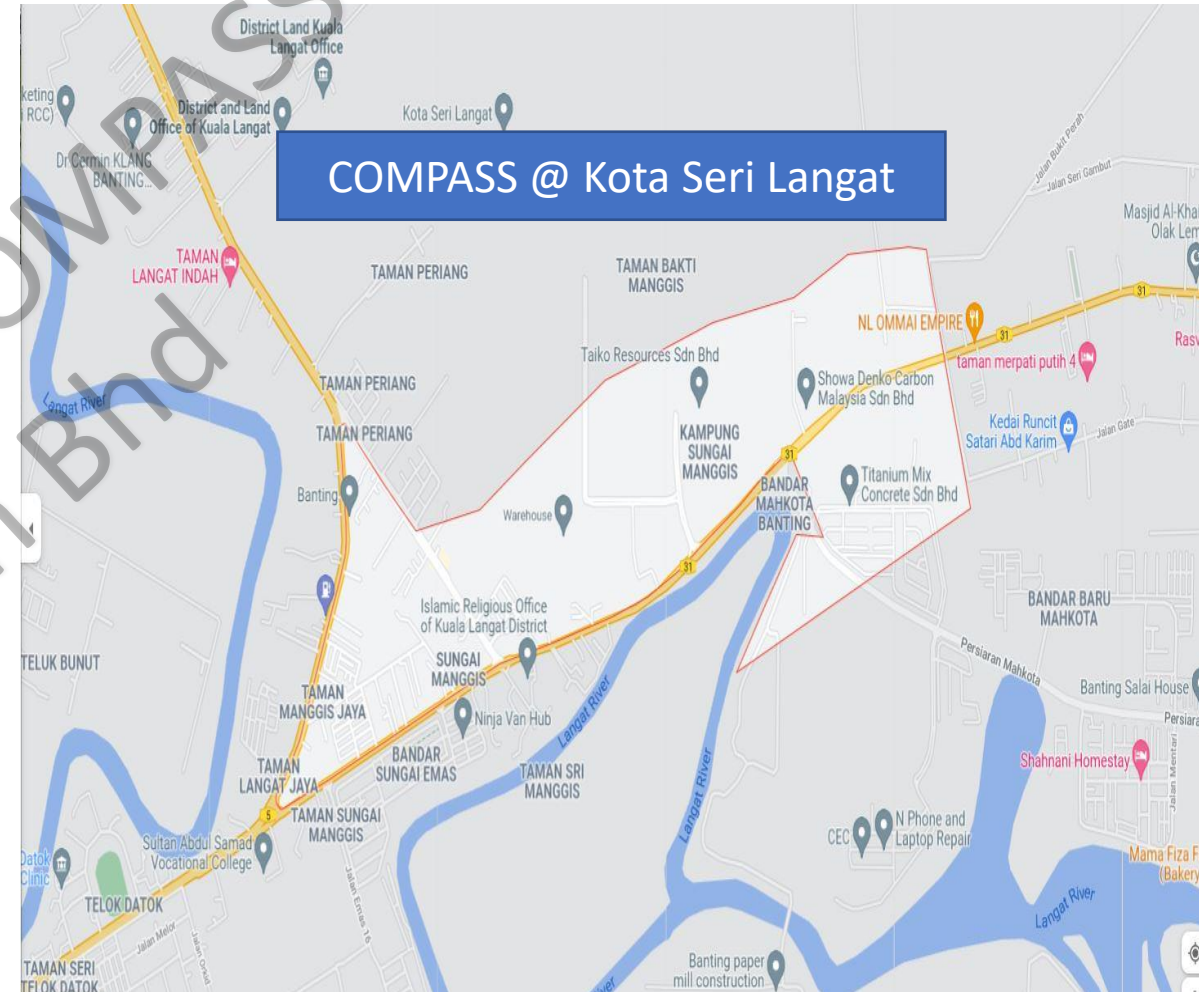 District Land Kuala
Langat Office
keting
RCC)
District and Land
Office of Kuala Langat
Kota Seri Langat
Dr Cermin KLANG
BANTING...
COMPASS @ Kota Seri Langat
Jalan Bukit Perah
Jalan Seri Gambut
Masjid Al-Khai
Olak Lem
TAMAN
LANGAT INDAH
TAMAN PERIANG
TAMAN BAKTI
MANGGIS
31
NL OMMAI EMPIRE
31
Rasv
Taiko Resources Sdn Bhd
taman merpati putih 4
TAMAN PERIANG
Showa Denko Carbon
Malaysia Sdn Bhd
Langat River
TAMAN PERIANG
KAMPUNG
SUNGAI
MANGGIS
Kedai Runcit
Satari Abd Karim
Jalan Gate
31
Banting
BANDAR
MAHKOTA
BANTING
Titanium Mix
Concrete Sdn Bhd
Warehouse
31
Islamic Religious Office
of Kuala Langat District
BANDAR BARU
MAHKOTA
TELUK BUNUT
SUNGAI
MANGGIS
Persiaran Mahkota
Banting Salai House
TAMAN
MANGGIS JAYA
Ninja Van Hub
Langat River
Persiara
BANDAR
SUNGAI EMAS
TAMAN
LANGAT JAYA
TAMAN SRI
MANGGIS
Langat River
Shahnani Homestay
Jalan Mentari
5
TAMAN SUNGAI
MANGGIS
Sultan Abdul Samad
Vocational College
CEC
N Phone and
Laptop Repair
Datok
Clinic
Mama Fiza F
(Bakery
TELOK DATOK
Jalan Emas 16
Langat River
Jalan Melor
Jalan Orkid
Banting paper
mill construction
TAMAN SERI
TELOK DATOK
OMPASS
Bhd